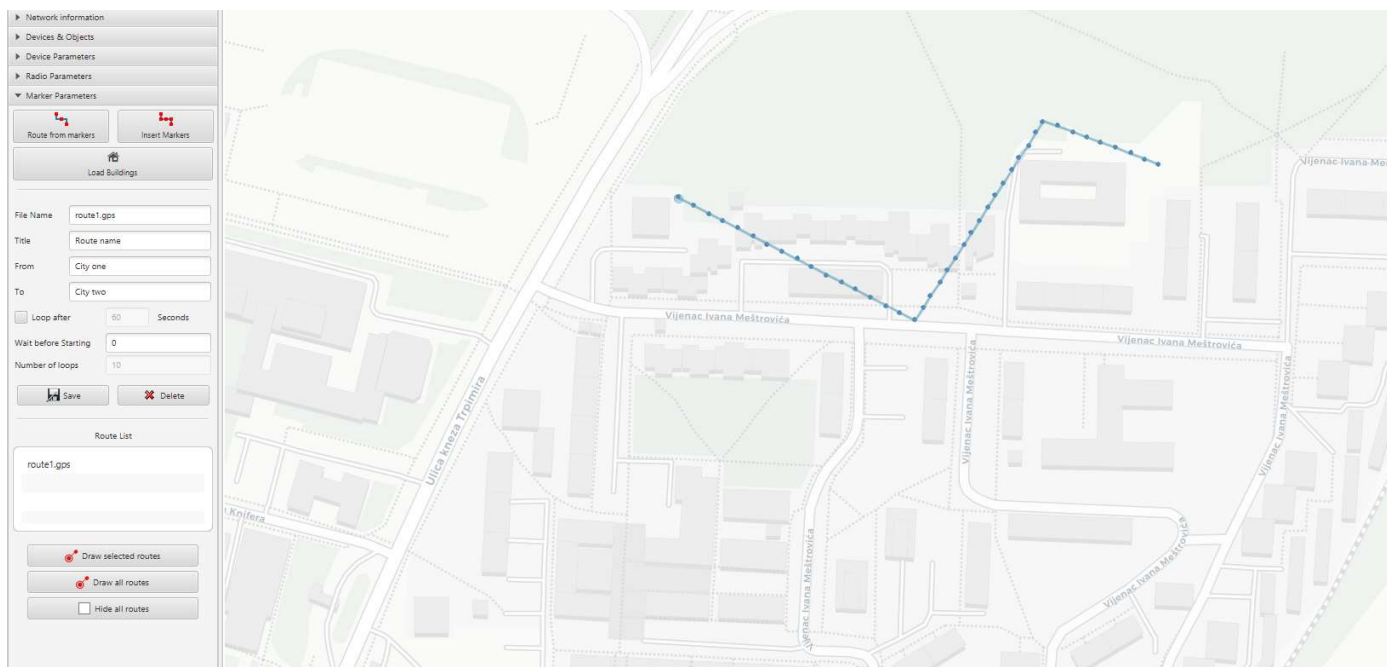 Network information
Devices & Objects
Device Parameters
Radio Parameters
Marker Parameters
Route from markers
Insert Markers
Load Buildings
File Name route1.gps
Title Route name
From City one
To City two
Loop after 60 Seconds
Wait before Starting 0
Number of loops 10
Save
Delete
Route List
route1.gps
Draw selected routes
Draw all routes
Hide all routes
Vijenac Ivana Mešt
Vijenac Ivana Meštrovića
Vijenac Ivana Meštrovića
Ulica kneza Trpimira
Vijenac Ivana Meštrovića
Vijenac Ivana Meštrovića
Knifera
Vijenac Ivana Meštrovića
Vijenac Ivana Meštrovića